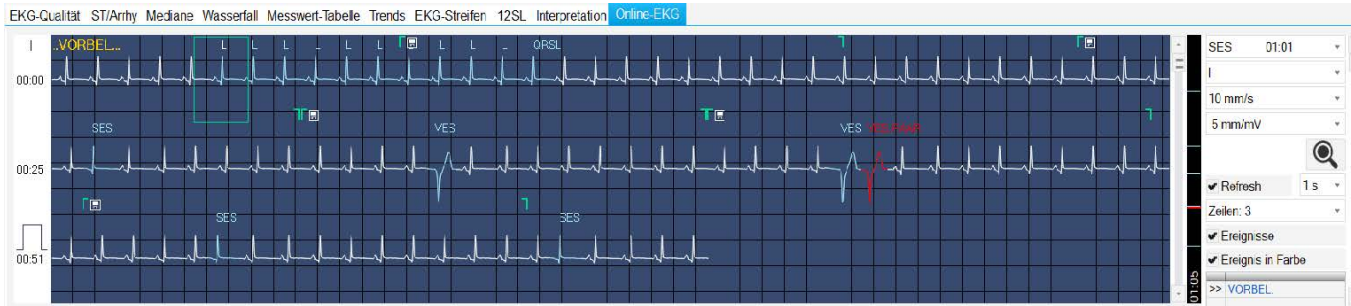 EKG-Qualität ST/Arrhy Mediane Wasserfall Messwert-Tabelle Trends EKG-Streifen 12SL Interpretation Online-EKG
I ..VORBEL... L L L L L L L L QRSL
00:00
SES VES VES
00:25
SES SES
00:51
01:05
SES 01:01
I
10 mm/s
5 mm/mV
Refresh 1 s
Zeilen: 3
Ereignisse
Ereignis in Farbe
>> VORBEL.